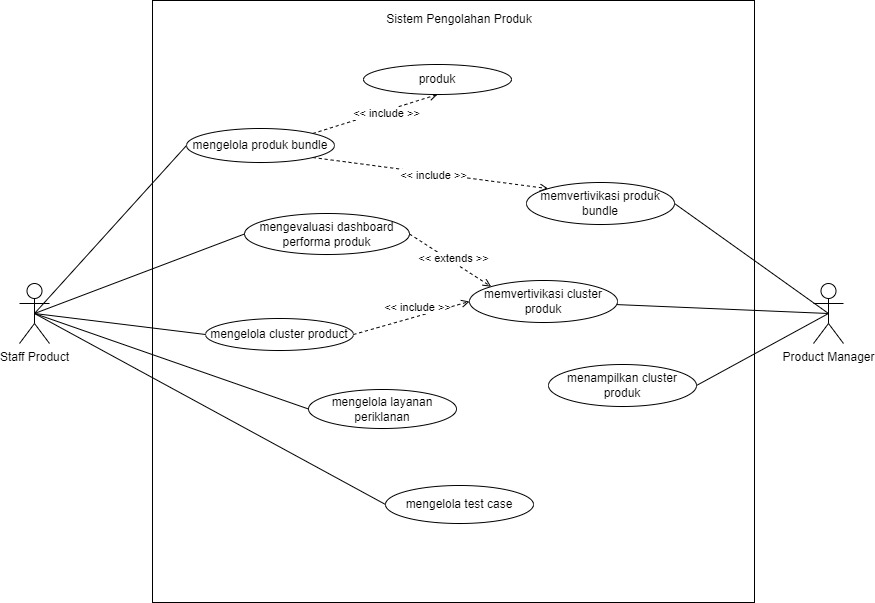 Sistem Pengolahan Produk
produk
<< include >>
mengelola produk bundle
<< include >>
memvertivikasi produk
bundle
mengevaluasi dashboard
performa produk
<< extends >>
memvertivikasi cluster
produk
<< include >>
mengelola cluster product
Staff Product
Product Manager
menampilkan cluster
produk
mengelola layanan
periklanan
mengelola test case